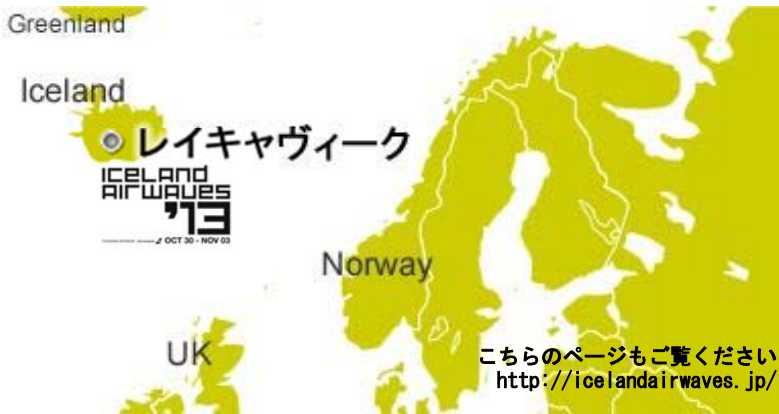 Greenland
Iceland
レイキャヴィーク
ICELAND
AIRWAVES
'13
OCT 30 - NOV 03
Norway
UK
こちらのページもご覧ください
http://icelandairwaves.jp/